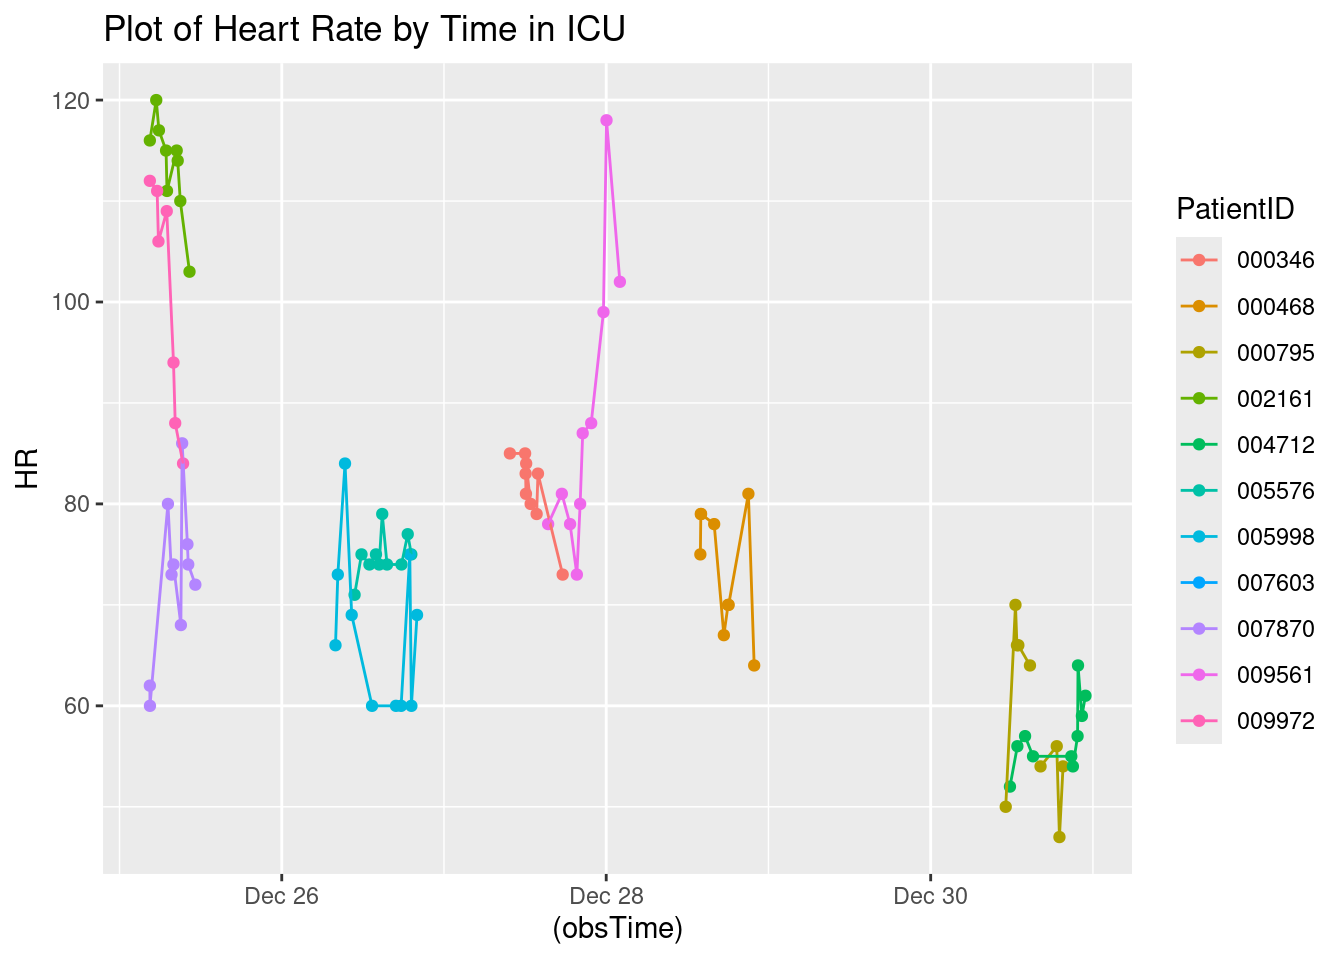 Plot of Heart Rate by Time in ICU
120
100
80
60
HR
Dec 26
Dec 28
Dec 30
(obsTime)
PatientID
000346
000468
000795
002161
004712
005576
005998
007603
007870
009561
009972